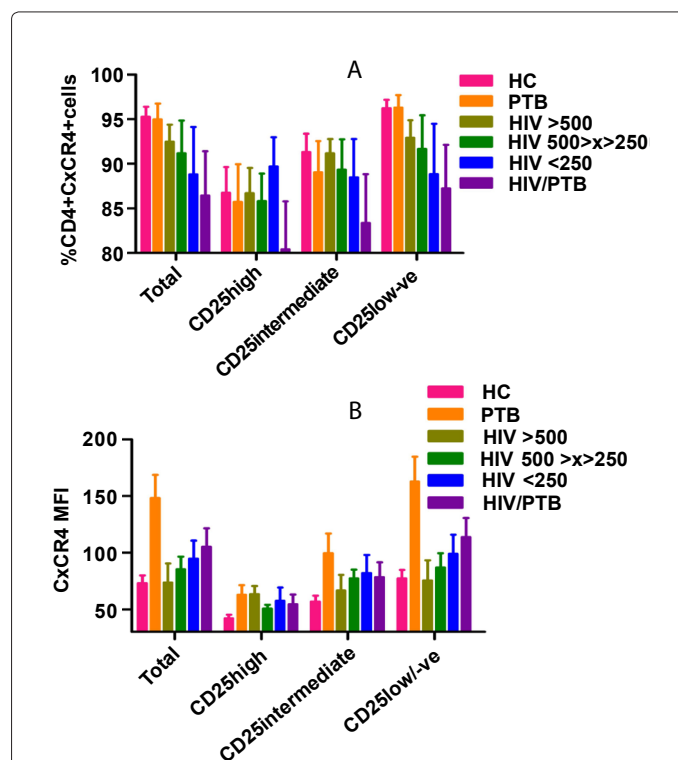 A
100
95
90
85
80
%CD4+CxCR4+cells
HC
PTB
HIV >500
HIV 500>x>250
HIV <250
HIV/PTB
Total
CD25high
CD25intermediate
CD25low-ve
B
200
150
100
50
CxCR4 MFI
HC
PTB
HIV >500
HIV 500 >x>250
HIV <250
HIV/PTB
Total
CD25high
CD25intermediate
CD25low/-ve